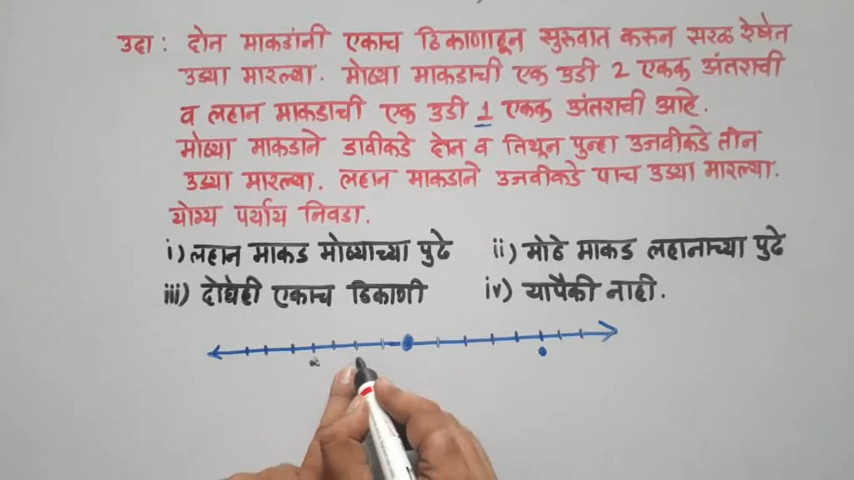 उदा : दोन माकडांनी एकाच ठिकाणाहून सुरुवात करुन सरळ रेषेत
उड्या मारल्या. मोठ्या माकडाची एक उडी 2 एकक अंतराची
व लहान माकडाची एक उडी 1 एकक अंतराची आहे.
मोठ्या माकडाने डावीकडे दोन व तिथून पुन्हा उजवीकडे तीन
उड्या मारल्या. लहान माकडाने उजवीकडे पाच उड्या मारल्या.
योग्य पर्याय निवडा.
i) लहान माकड मोठ्याच्या पुढे ii) मोठे माकड लहानाच्या पुढे
iii) दोघेही एकाच ठिकाणी iv) यापैकी नाही.